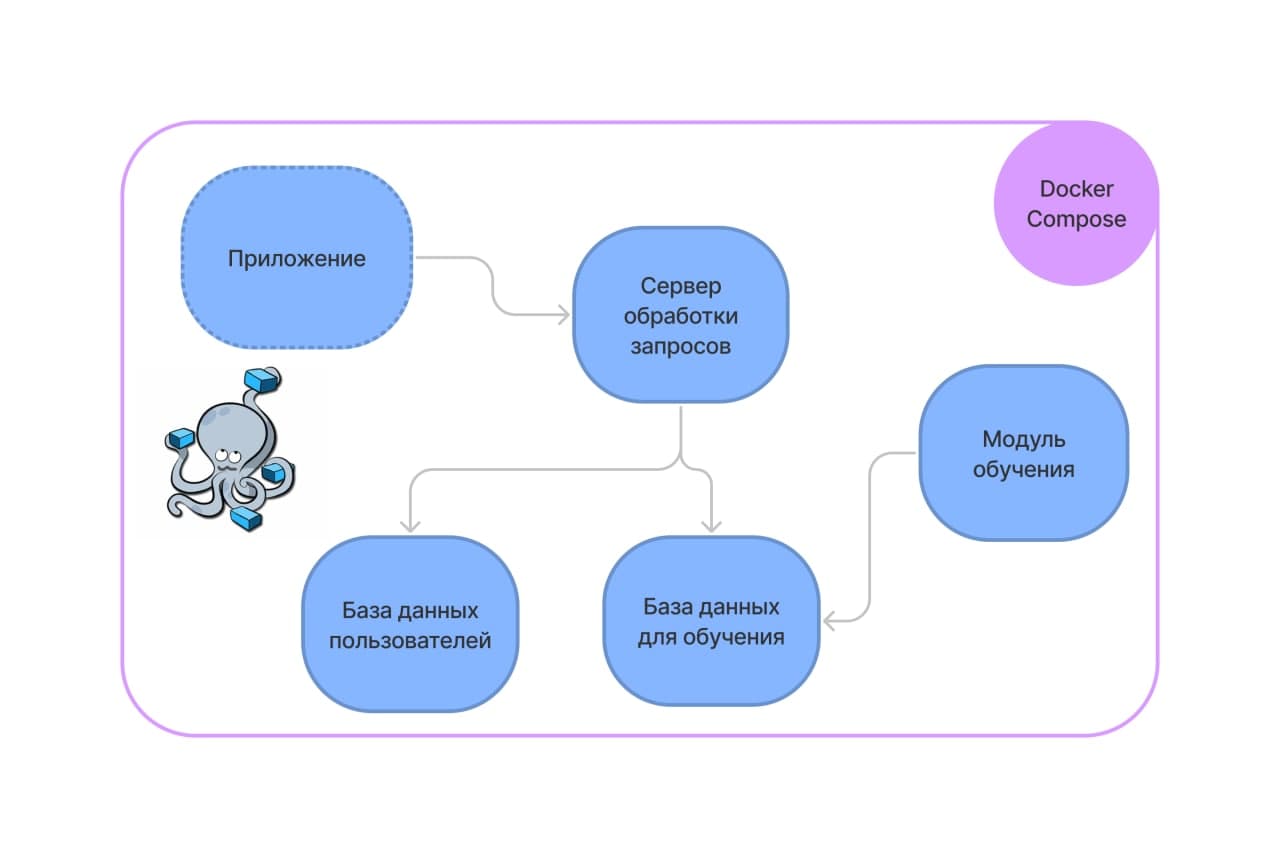 Docker
Compose
Приложение
Сервер
обработки
запросов
Модуль
обучения
База данных
пользователей
База данных
для обучения